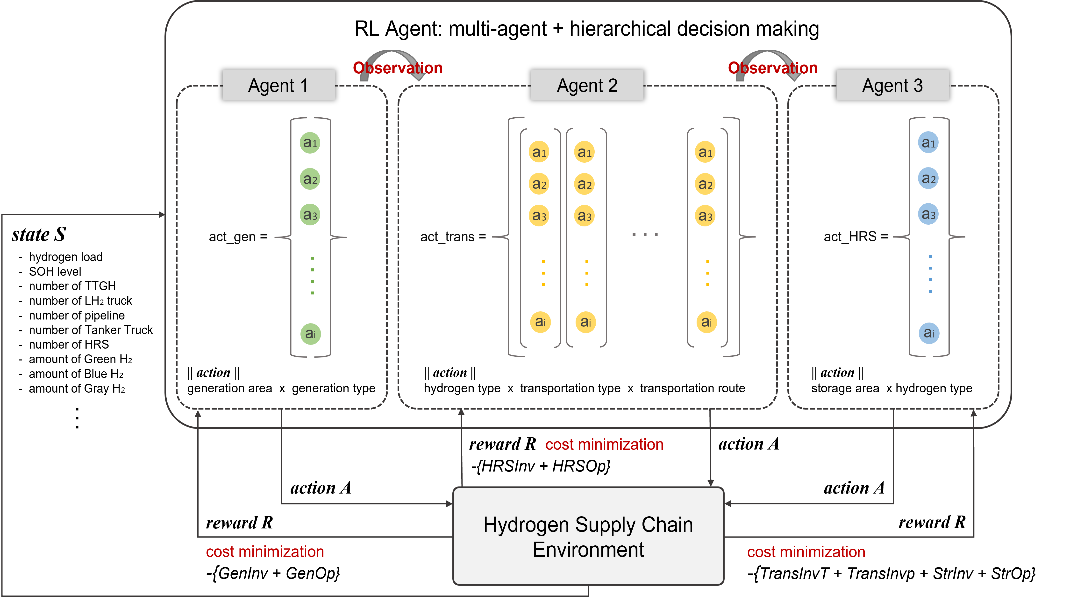 RL Agent: multi-agent + hierarchical decision making
Observation
Observation
Agent 1
Agent 2
Agent 3
act_gen =
a1
a2
a3
ai
act_trans =
a1 a1 a1
a2 a2 a2
a3 a3 a3
ai ai ai
act_HRS =
a1
a2
a3
ai
|| action ||
generation area x generation type
|| action ||
hydrogen type x transportation type x transportation route
|| action ||
storage area x hydrogen type
state S
- hydrogen load
- SOH level
- number of TTGH
- number of LH₂ truck
- number of pipeline
- number of Tanker Truck
- number of HRS
- amount of Green H₂
- amount of Blue H₂
- amount of Gray H₂
reward R cost minimization
-{HRSInv + HRSOp}
action A
action A
action A
reward R
cost minimization
-{GenInv + GenOp}
Hydrogen Supply Chain
Environment
reward R
cost minimization
-{TransInvT + TransInvp + StrInv + StrOp}